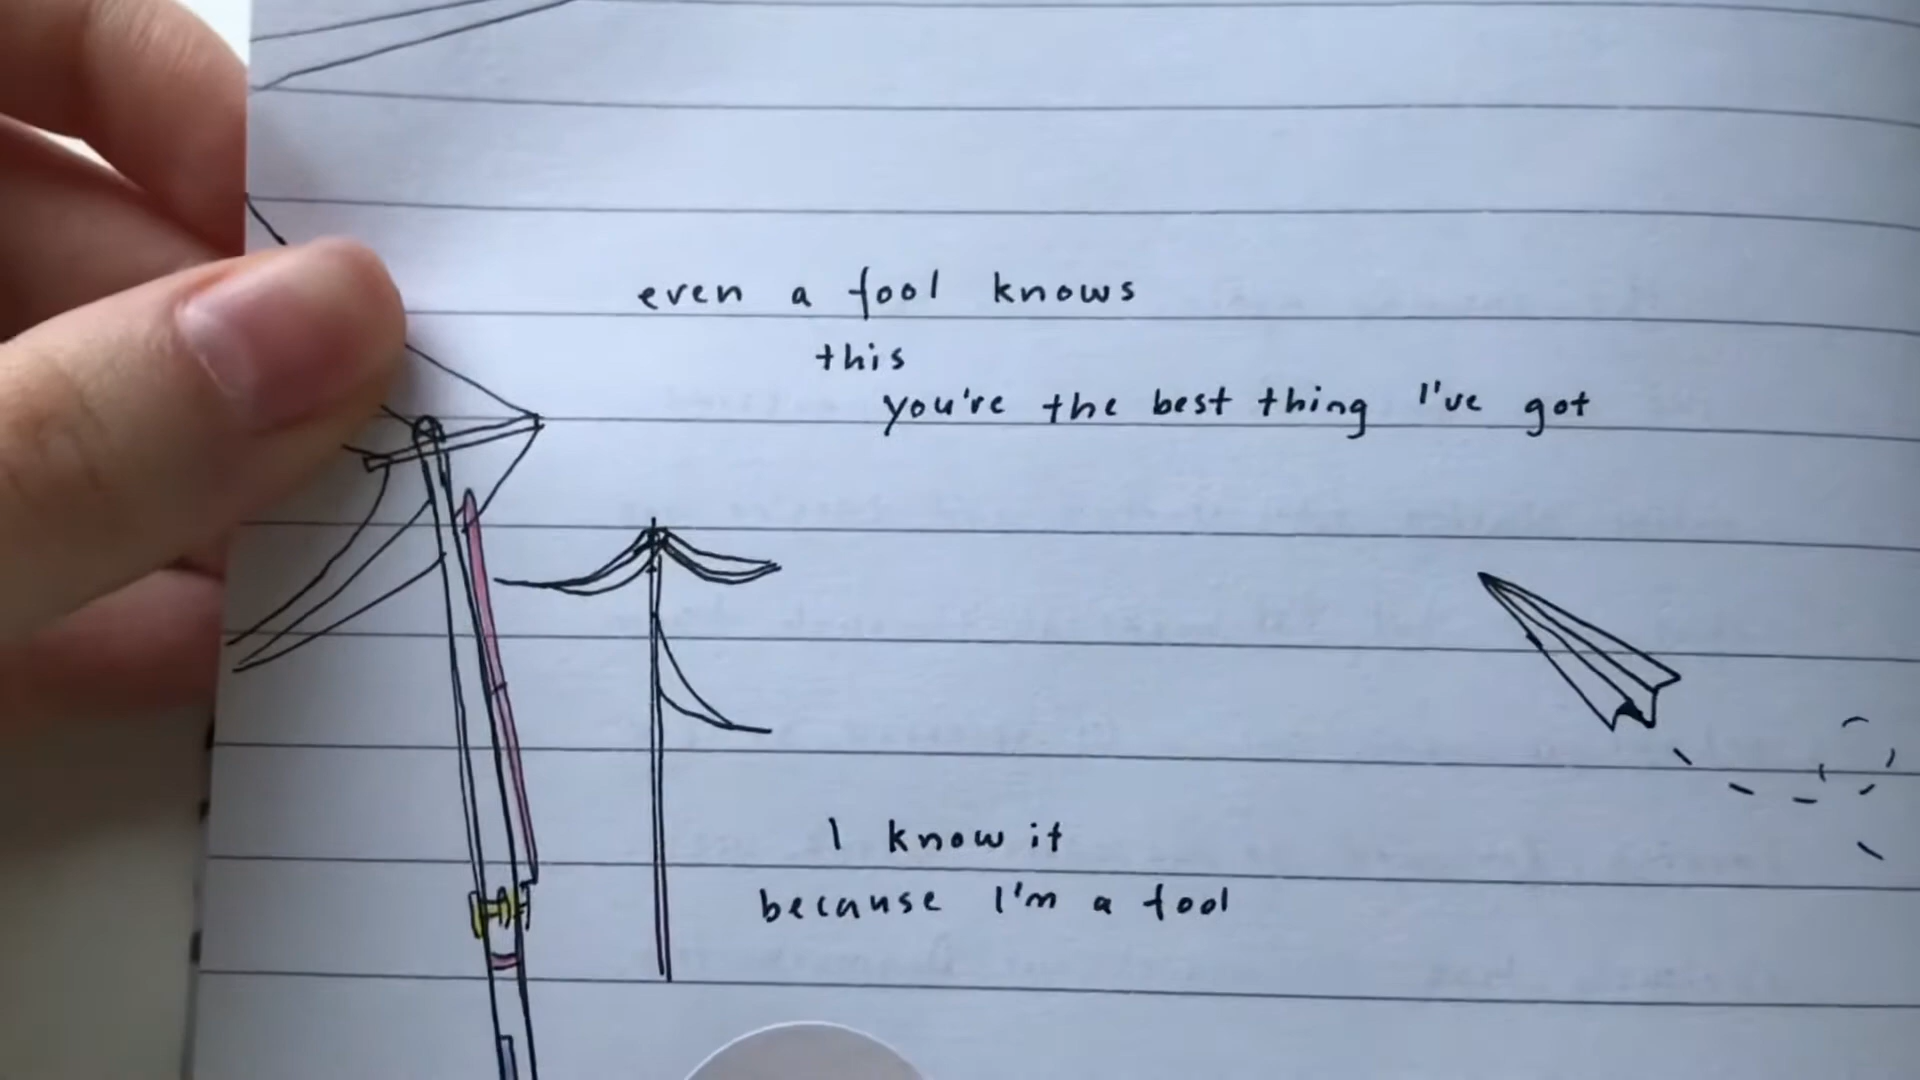 even a fool knows
this
you're the best thing I've got
I know it
because I'm a fool